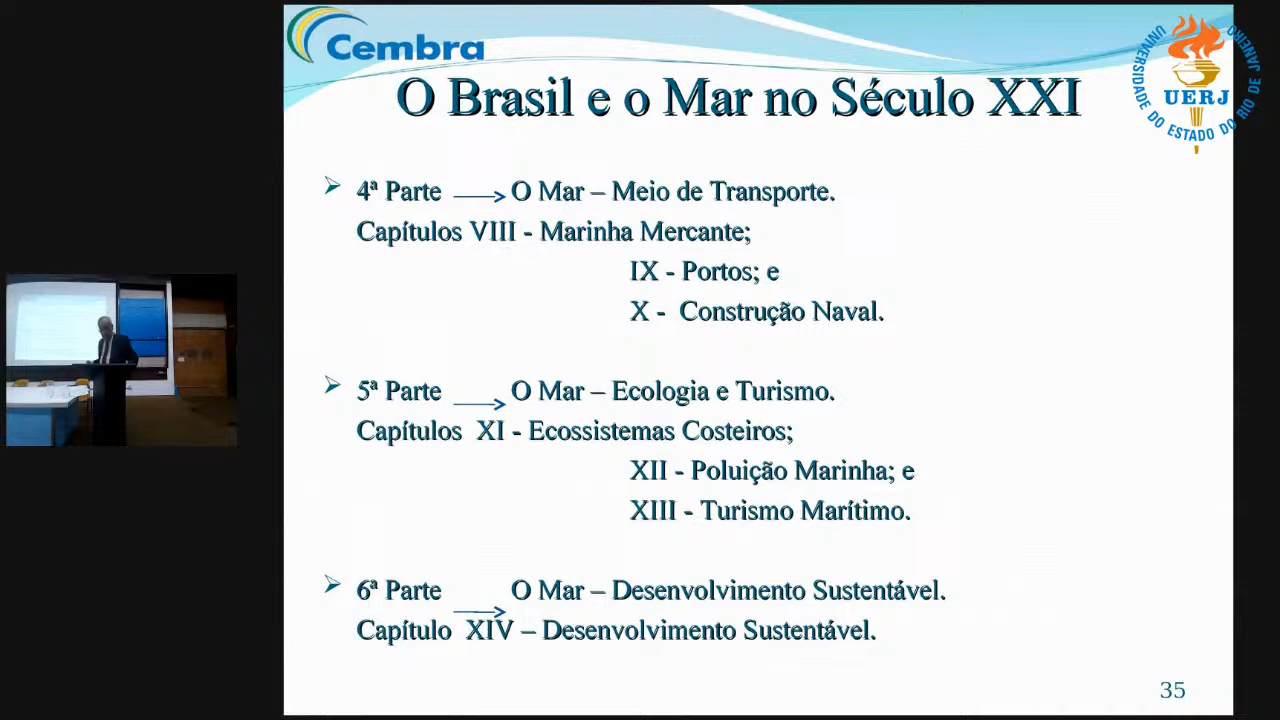 Cembra
UNIVERSIDADE DO ESTADO DO RIO DE JANEIRO
UERJ
O Brasil e o Mar no Século XXI
4ª Parte O Mar – Meio de Transporte.
Capítulos VIII - Marinha Mercante;
IX - Portos; e
X - Construção Naval.
5ª Parte O Mar – Ecologia e Turismo.
Capítulos XI - Ecossistemas Costeiros;
XII - Poluição Marinha; e
XIII - Turismo Marítimo.
6ª Parte O Mar – Desenvolvimento Sustentável.
Capítulo XIV – Desenvolvimento Sustentável.
35